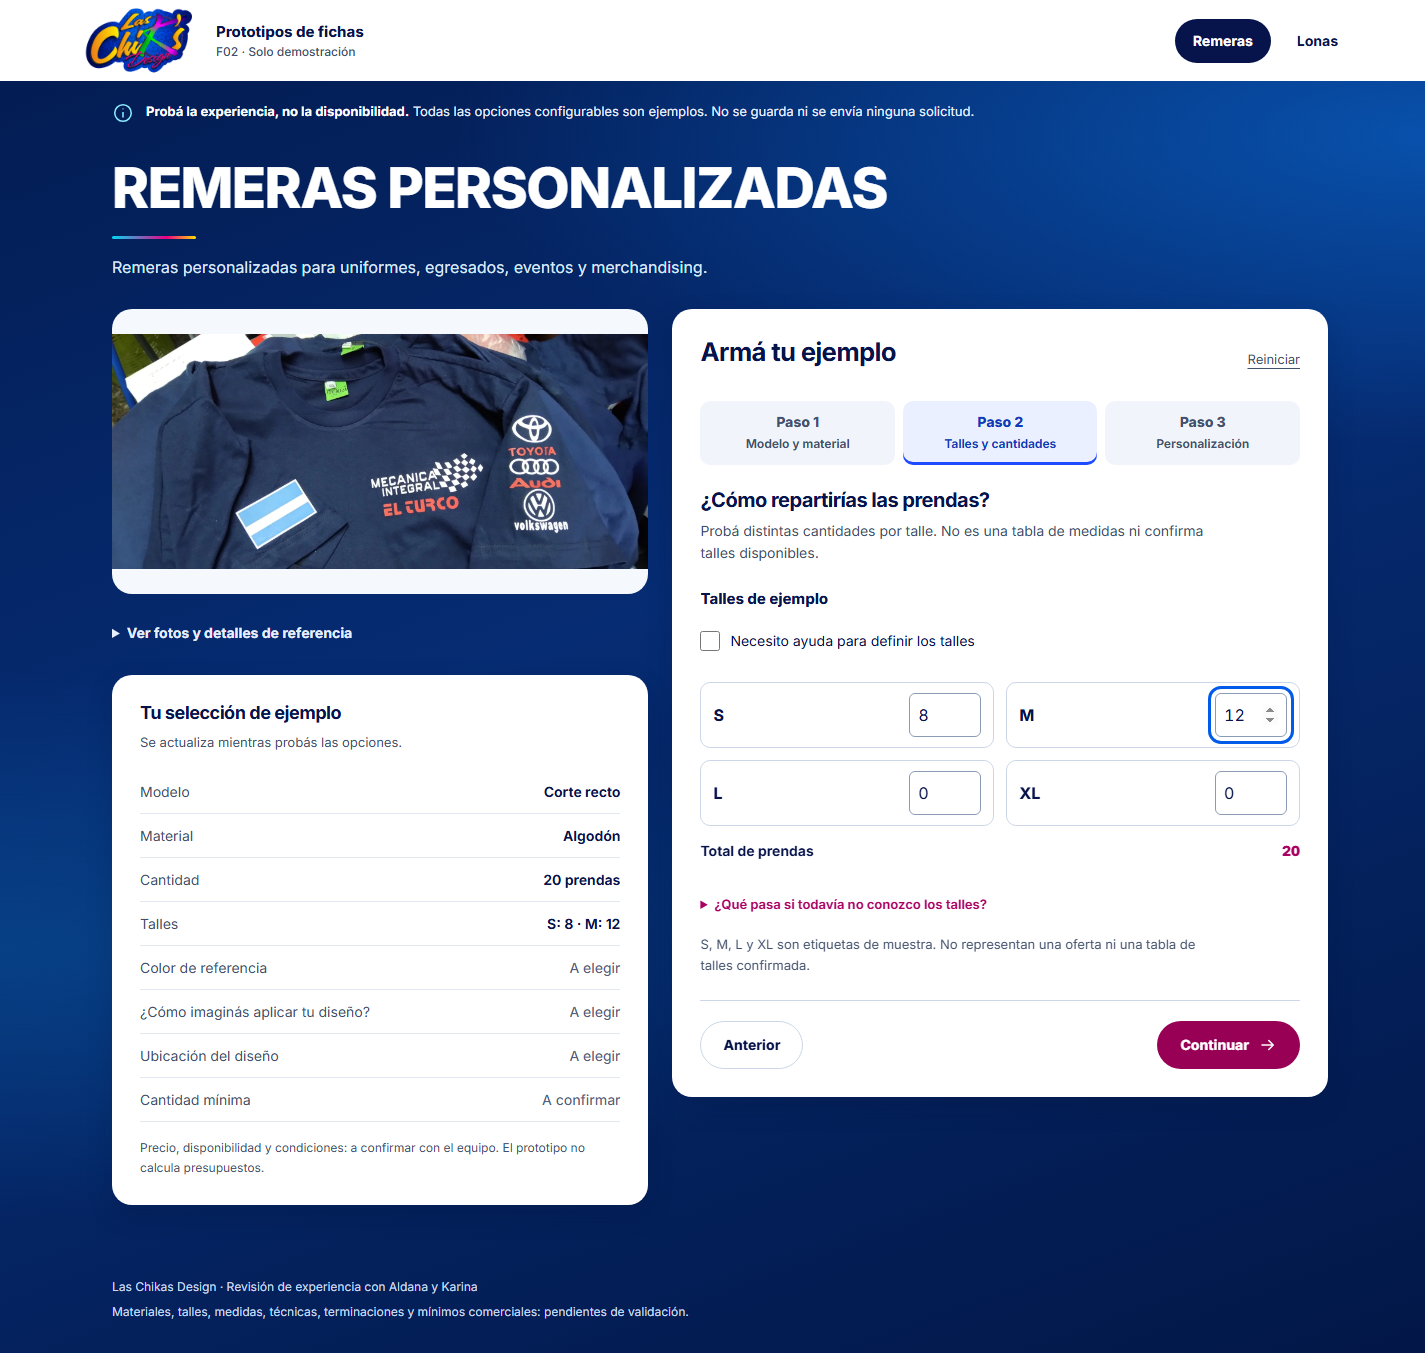 Las
Chik's
Design
Prototipos de fichas
F02 · Solo demostración
Remeras
Lonas
Probá la experiencia, no la disponibilidad. Todas las opciones configurables son ejemplos. No se guarda ni se envía ninguna solicitud.
REMERAS PERSONALIZADAS
Remeras personalizadas para uniformes, egresados, eventos y merchandising.
MECANICA
INTEGRAL
EL TURCO
TOYOTA
Audi
volkswagen
Ver fotos y detalles de referencia
Tu selección de ejemplo
Se actualiza mientras probás las opciones.
Modelo Corte recto
Material Algodón
Cantidad 20 prendas
Talles S: 8 · M: 12
Color de referencia A elegir
¿Cómo imaginás aplicar tu diseño? A elegir
Ubicación del diseño A elegir
Cantidad mínima A confirmar
Precio, disponibilidad y condiciones: a confirmar con el equipo. El prototipo no
calcula presupuestos.
Armá tu ejemplo
Reiniciar
Paso 1
Modelo y material
Paso 2
Talles y cantidades
Paso 3
Personalización
¿Cómo repartirías las prendas?
Probá distintas cantidades por talle. No es una tabla de medidas ni confirma
talles disponibles.
Talles de ejemplo
Necesito ayuda para definir los talles
S 8
M 12
L 0
XL 0
Total de prendas 20
¿Qué pasa si todavía no conozco los talles?
S, M, L y XL son etiquetas de muestra. No representan una oferta ni una tabla de
talles confirmada.
Anterior
Continuar →
Las Chikas Design · Revisión de experiencia con Aldana y Karina
Materiales, talles, medidas, técnicas, terminaciones y mínimos comerciales: pendientes de validación.